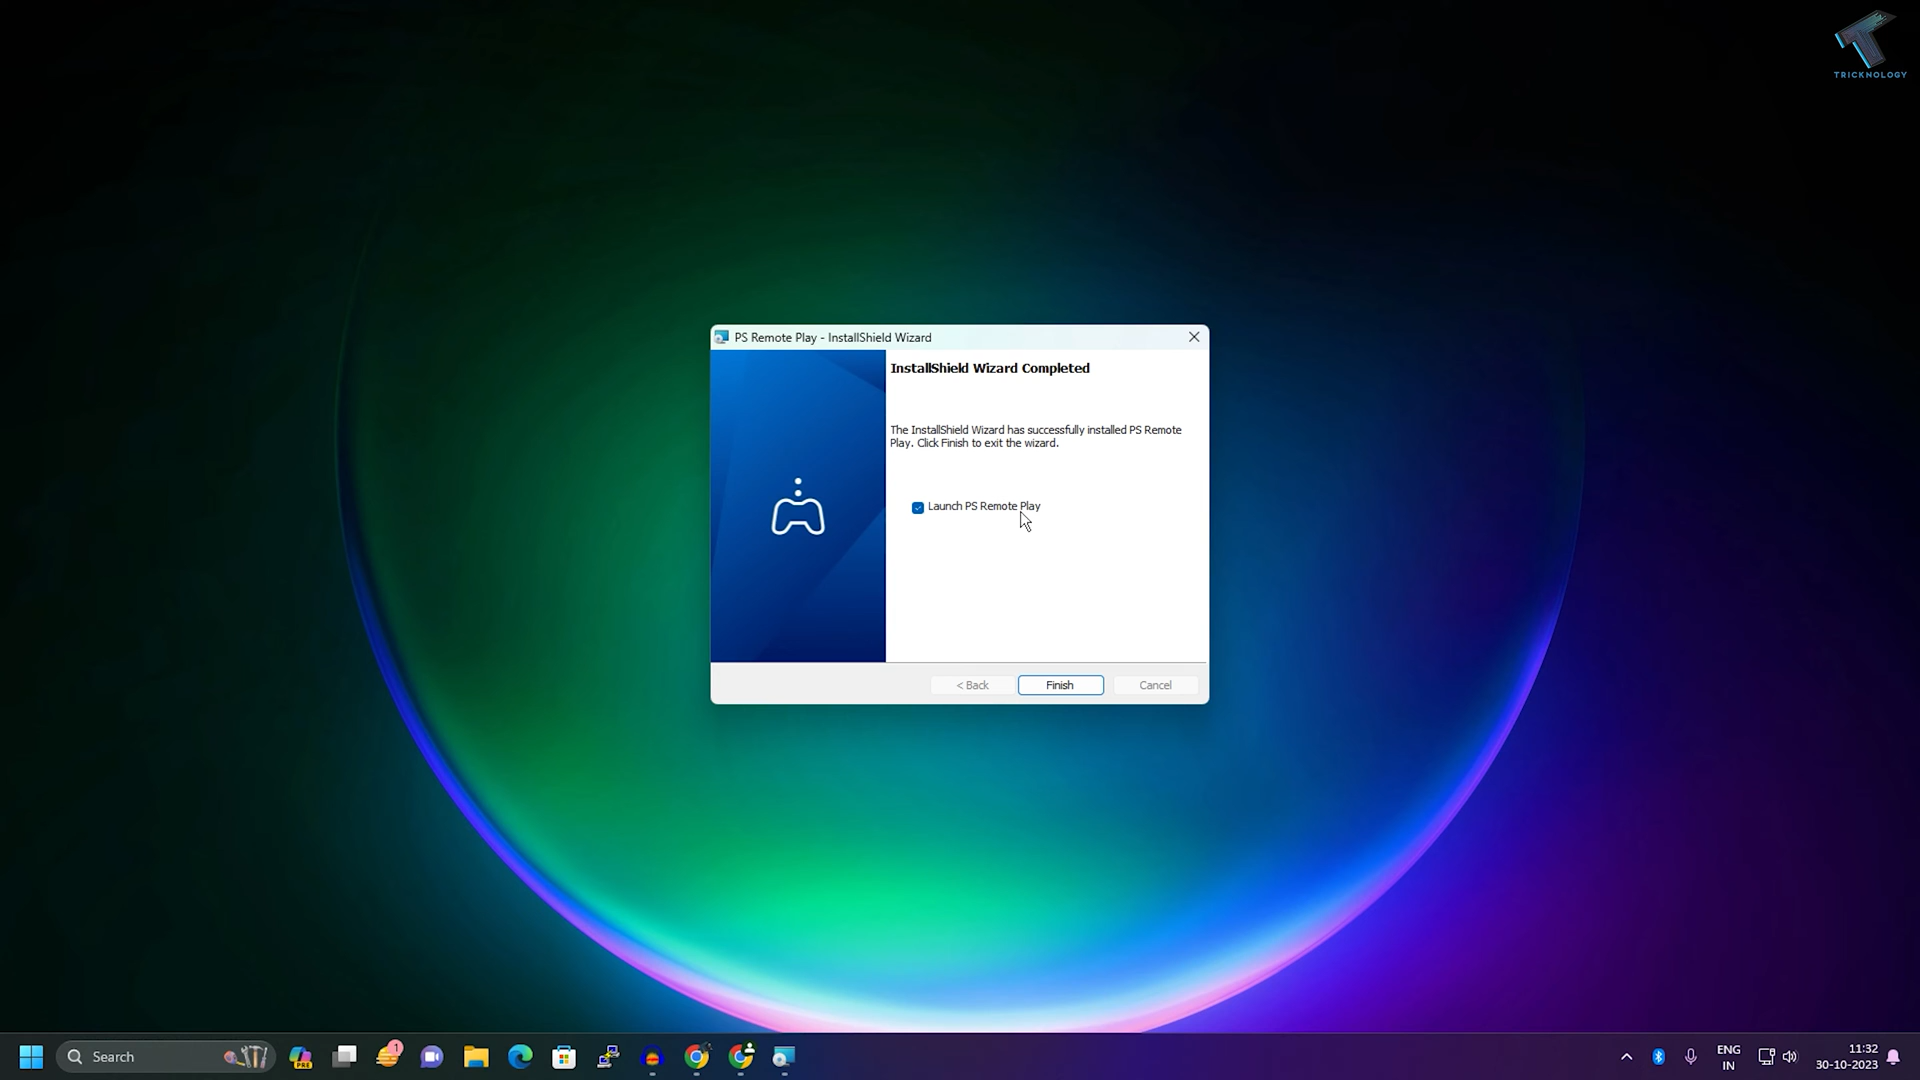 TRICKNOLOGY
PS Remote Play - InstallShield Wizard
InstallShield Wizard Completed
The InstallShield Wizard has successfully installed PS Remote
Play. Click Finish to exit the wizard.
Launch PS Remote Play
< Back
Finish
Cancel
Search
PRE
1
ENG
IN
11:32
30-10-2023